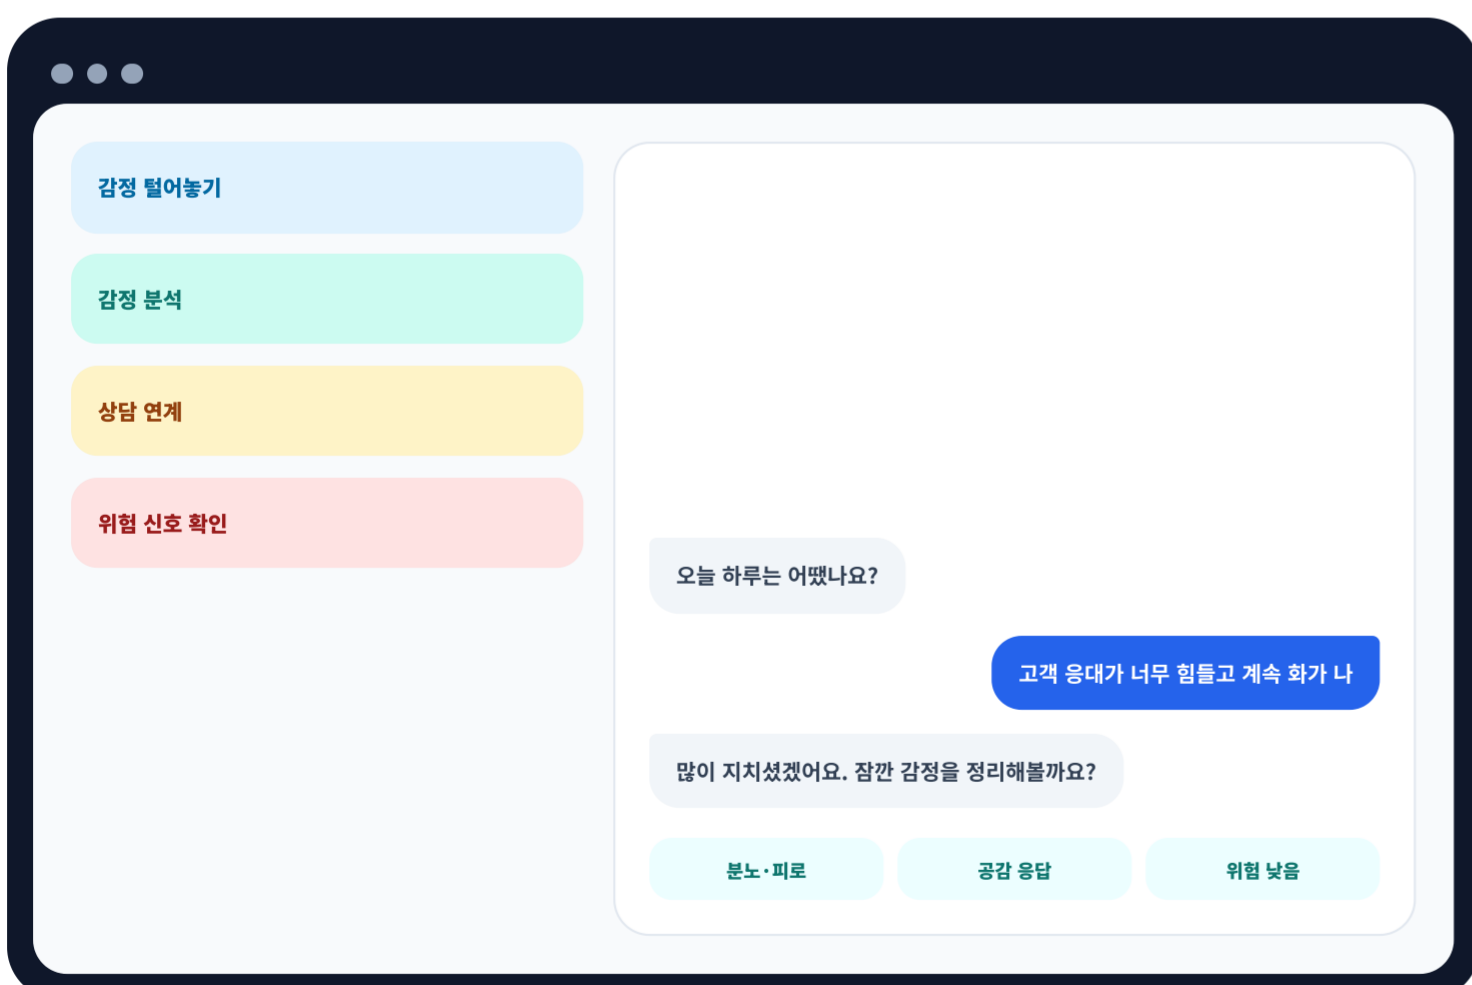 감정 털어놓기
감정 분석
상담 연계
위험 신호 확인
오늘 하루는 어땠나요?
고객 응대가 너무 힘들고 계속 화가 나
많이 지치셨겠어요. 잠깐 감정을 정리해볼까요?
분노·피로
공감 응답
위험 낮음